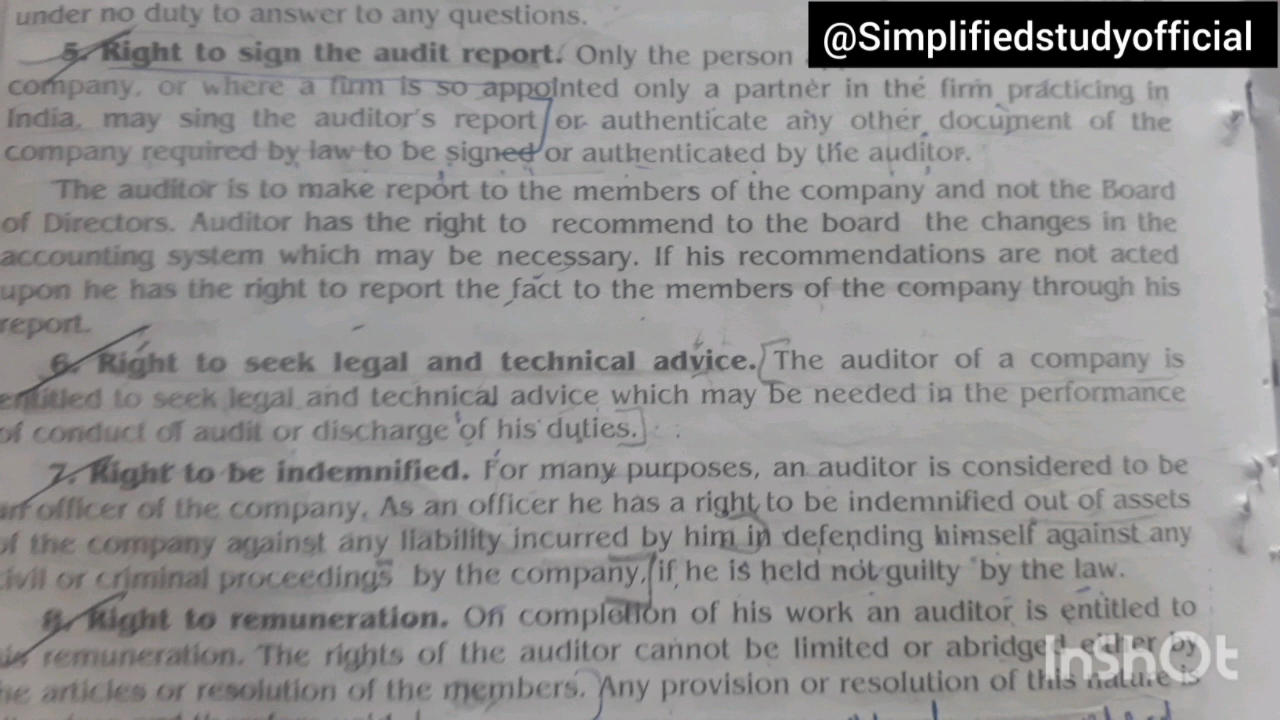 under no duty to answer to any questions.
@Simplifiedstudyofficial
5. Right to sign the audit report. Only the person
company, or where a firm is so appointed only a partner in the firm practicing in
India, may sing the auditor's report or authenticate any other document of the
company required by law to be signed or authenticated by the auditor.
The auditor is to make report to the members of the company and not the Board
of Directors. Auditor has the right to recommend to the board the changes in the
accounting system which may be necessary. If his recommendations are not acted
upon he has the right to report the fact to the members of the company through his
report.
6. Right to seek legal and technical advice. The auditor of a company is
entitled to seek legal and technical advice which may be needed in the performance
of conduct of audit or discharge of his duties.
7. Right to be indemnified. For many purposes, an auditor is considered to be
an officer of the company. As an officer he has a right to be indemnified out of assets
of the company against any liability incurred by him in defending himself against any
civil or criminal proceedings by the company, if he is held not guilty by the law.
8. Right to remuneration. On completion of his work an auditor is entitled to
his remuneration. The rights of the auditor cannot be limited or abridged either by
he articles or resolution of the members. Any provision or resolution of this nature is
InShOt